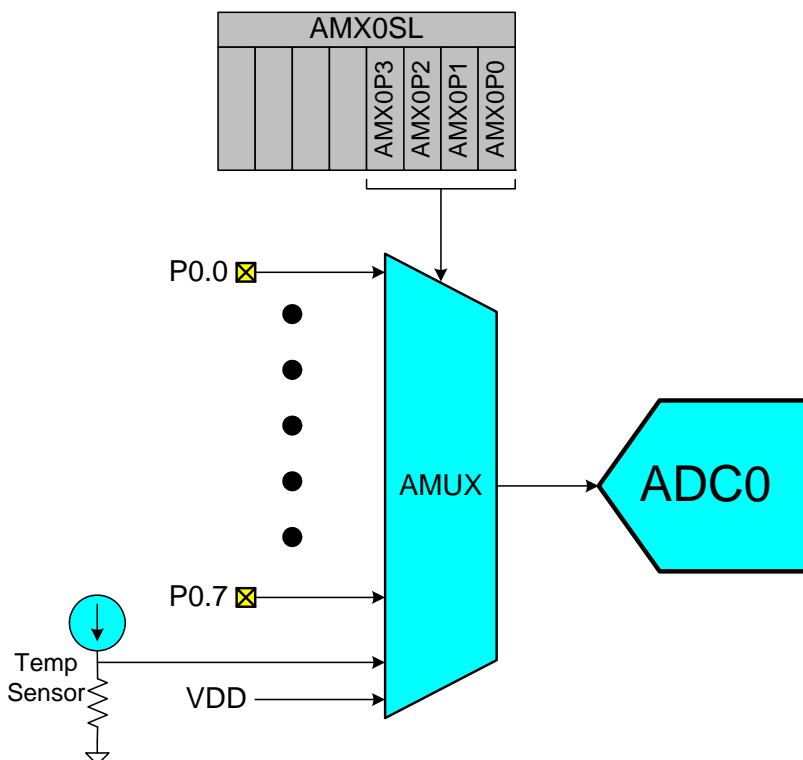 AMX0SL
AMX0P3
AMX0P2
AMX0P1
AMX0P0
P0.0
AMUX
ADC0
P0.7
Temp
Sensor
VDD